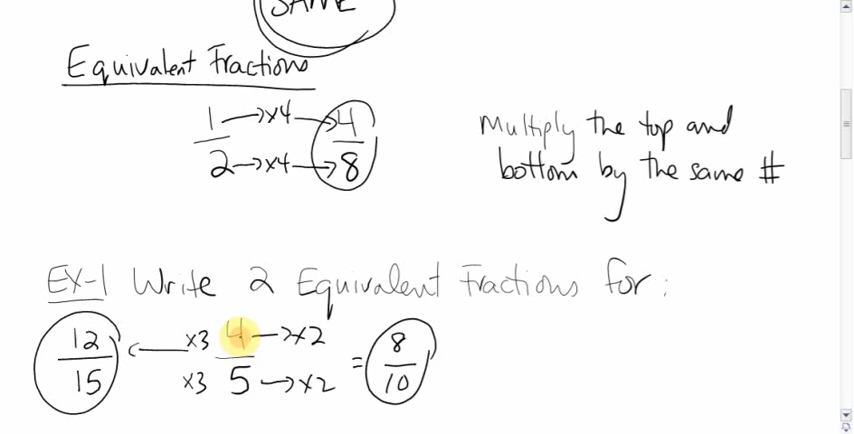 SAME
Equivalent Fractions
1 → x4 → 4
2 → x4 → 8
Multiply the top and
bottom by the same #
EX-1 Write 2 Equivalent Fractions for:
12 ← x3 4 → x2 8
15 x3 5 → x2 = 10